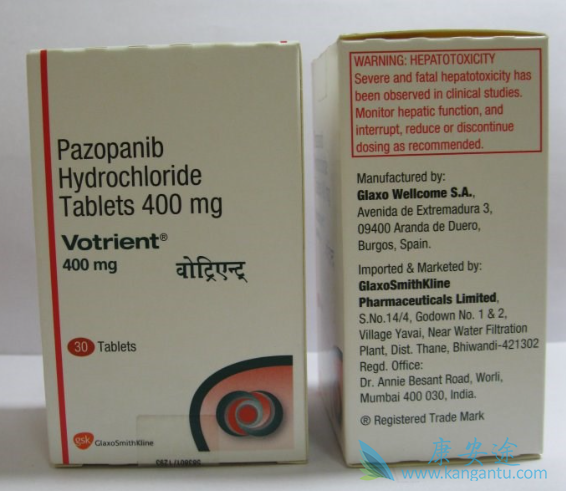 Pazopanib
Hydrochloride
Tablets 400 mg
Votrient®
400 mg
वोट्रिएन्ट्
30 Tablets
gsk GlaxoSmithKline
WARNING: HEPATOTOXICITY
Severe and fatal hepatotoxicity has
been observed in clinical studies.
Monitor hepatic function, and
interrupt, reduce or discontinue
dosing as recommended.
Manufactured by:
Glaxo Wellcome S.A.,
Avenida de Extremadura 3,
09400 Aranda de Duero,
Burgos, Spain.
Imported & Marketed by:
GlaxoSmithKline
Pharmaceuticals Limited,
S.No.14/4, Godown No. 1 & 2,
Village Yavai, Near Water Filtration
Plant, Dist. Thane, Bhiwandi-421302
Regd. Office:
Dr. Annie Besant Road, Worli,
Mumbai 400 030, India.
® Registered Trade Mark
康安途
www.kangantu.com